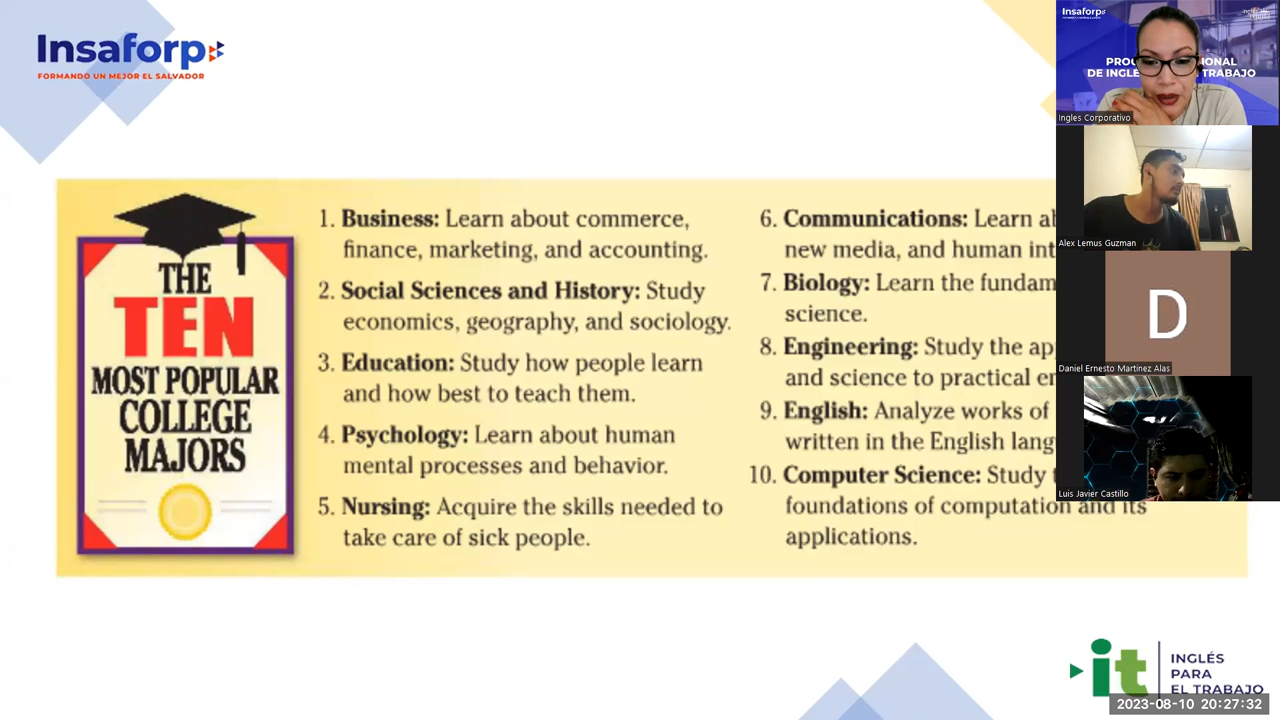 Insaforp
FORMANDO UN MEJOR EL SALVADOR
THE
TEN
MOST POPULAR
COLLEGE
MAJORS
1. Business: Learn about commerce,
finance, marketing, and accounting.
2. Social Sciences and History: Study
economics, geography, and sociology.
3. Education: Study how people learn
and how best to teach them.
4. Psychology: Learn about human
mental processes and behavior.
5. Nursing: Acquire the skills needed to
take care of sick people.
6. Communications: Learn
new media, and human
7. Biology: Learn the
science.
8. Engineering: Study the
and science to practical
9. English: Analyze works of
written in the English
10. Computer Science: Study
foundations of computation and its
applications.
Insaforp
DE TRABAJO
Ingles Corporativo
Alex Lemus Guzman
D
Daniel Ernesto Martinez Alas
Luis Javier Castillo
it
INGLÉS
PARA
EL TRABAJO
2023-08-10 20:27:32